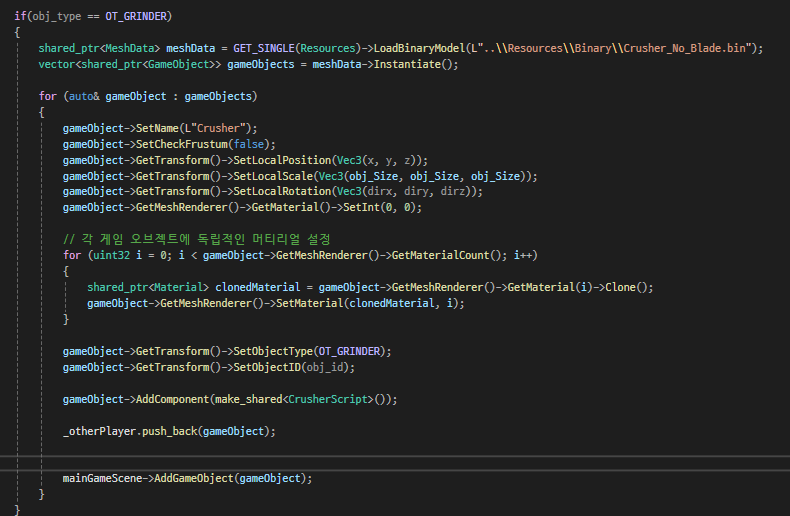 if(obj_type == OT_GRINDER)
{
shared_ptr<MeshData> meshData = GET_SINGLE(Resources)->LoadBinaryModel(L"..\\Resources\\Binary\\Crusher_No_Blade.bin");
vector<shared_ptr<GameObject>> gameObjects = meshData->Instantiate();
for (auto& gameObject : gameObjects)
{
gameObject->SetName(L"Crusher");
gameObject->SetCheckFrustum(false);
gameObject->GetTransform()->SetLocalPosition(Vec3(x, y, z));
gameObject->GetTransform()->SetLocalScale(Vec3(obj_Size, obj_Size, obj_Size));
gameObject->GetTransform()->SetLocalRotation(Vec3(dirx, diry, dirz));
gameObject->GetMeshRenderer()->GetMaterial()->SetInt(0, 0);
// 각 게임 오브젝트에 독립적인 머티리얼 설정
for (uint32 i = 0; i < gameObject->GetMeshRenderer()->GetMaterialCount(); i++)
{
shared_ptr<Material> clonedMaterial = gameObject->GetMeshRenderer()->GetMaterial(i)->Clone();
gameObject->GetMeshRenderer()->SetMaterial(clonedMaterial, i);
}
gameObject->GetTransform()->SetObjectType(OT_GRINDER);
gameObject->GetTransform()->SetObjectID(obj_id);
gameObject->AddComponent(make_shared<CrusherScript>());
_otherPlayer.push_back(gameObject);
mainGameScene->AddGameObject(gameObject);
}
}